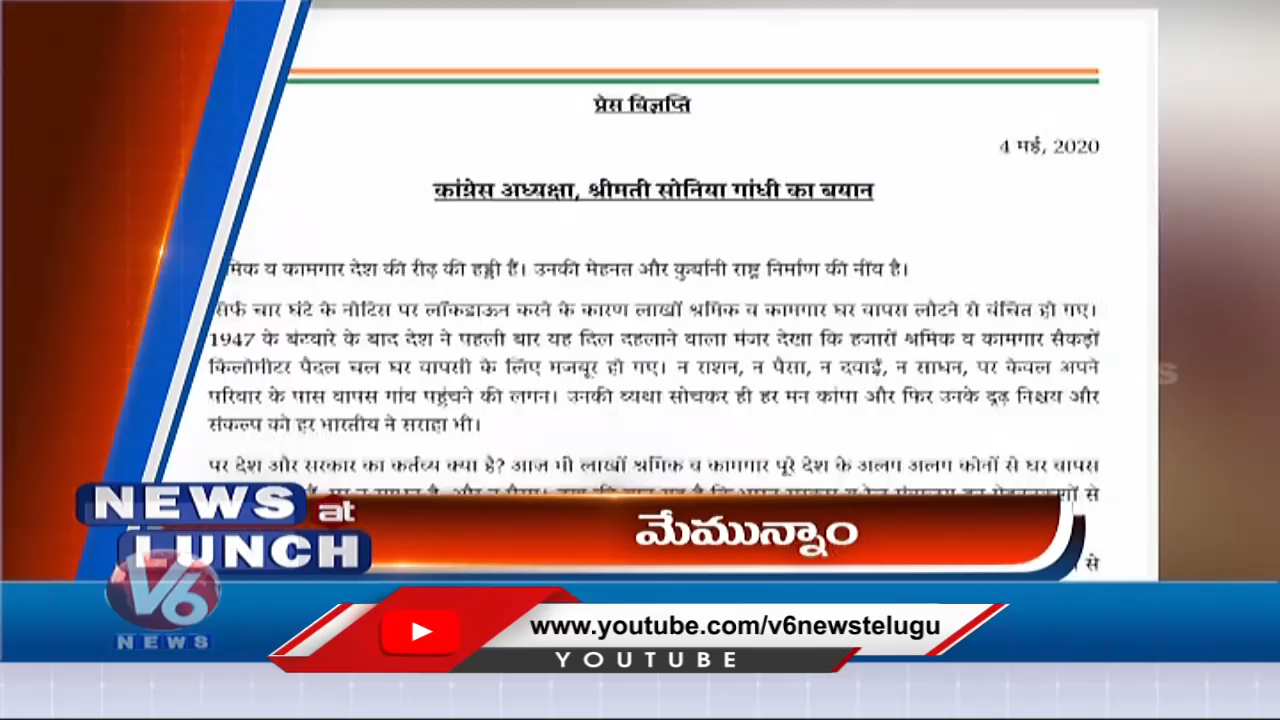 प्रेस विज्ञप्ति
4 मई, 2020
कांग्रेस अध्यक्षा, श्रीमती सोनिया गांधी का बयान
व कामगार देश की रीढ़ की हड्डी हैं। उनकी मेहनत और कुर्बानी राष्ट्र निर्माण की नींव है।
चार घंटे के नोटिस पर लॉकडाऊन करने के कारण लाखों श्रमिक व कामगार घर वापस लौटने से वंचित हो गए।
1947 के बंटवारे के बाद देश ने पहली बार यह दिल दहलाने वाला मंजर देखा कि हजारों श्रमिक व कामगार सैकड़ों
किलोमीटर पैदल चल घर वापसी के लिए मजबूर हो गए। न राशन, न पैसा, न दवाई, न साधन, पर केवल अपने
परिवार के पास वापस गांव पहुंचने की लगन। उनकी व्यथा सोचकर ही हर मन कांपा और फिर उनके दृढ़ निश्चय और
संकल्प को हर भारतीय ने सराहा भी।
पर देश और सरकार का कर्तव्य क्या है? आज भी लाखों श्रमिक व कामगार पूरे देश के अलग अलग कोनों से घर वापस
से
NEWS at
LUNCH
మేమున్నాం
से
V6
NEWS
www.youtube.com/v6newstelugu
YOUTUBE